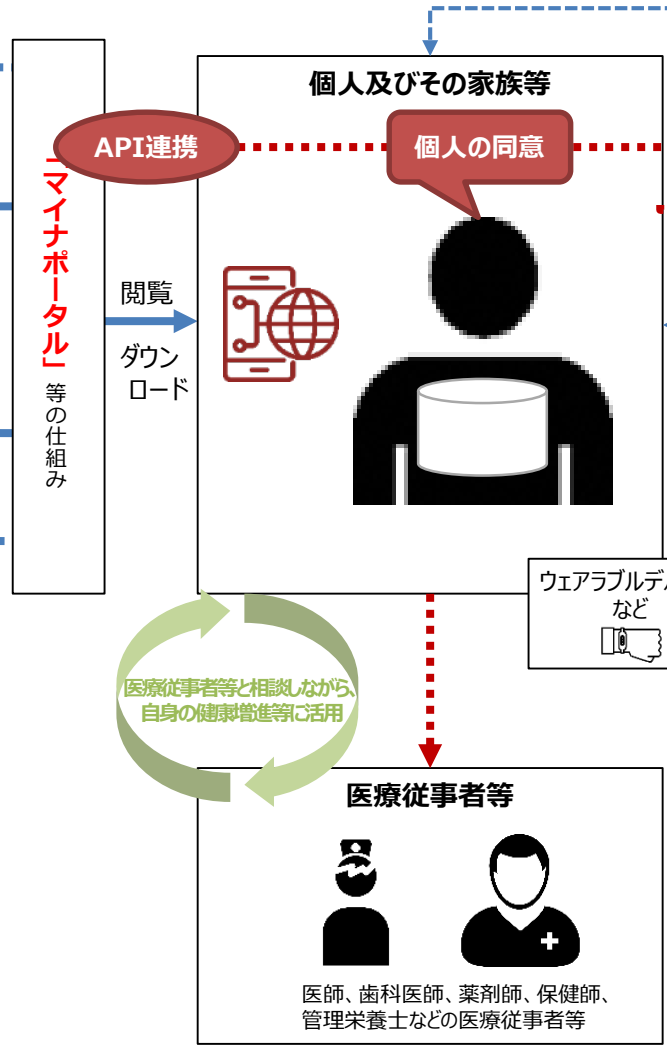 個人及びその家族等
API連携
個人の同意
「マイナポータル」等の仕組み
閲覧
ダウン
ロード
ウェアラブルデバ
など
医療従事者等と相談しながら、
自身の健康増進等に活用
医療従事者等
医師、歯科医師、薬剤師、保健師、
管理栄養士などの医療従事者等